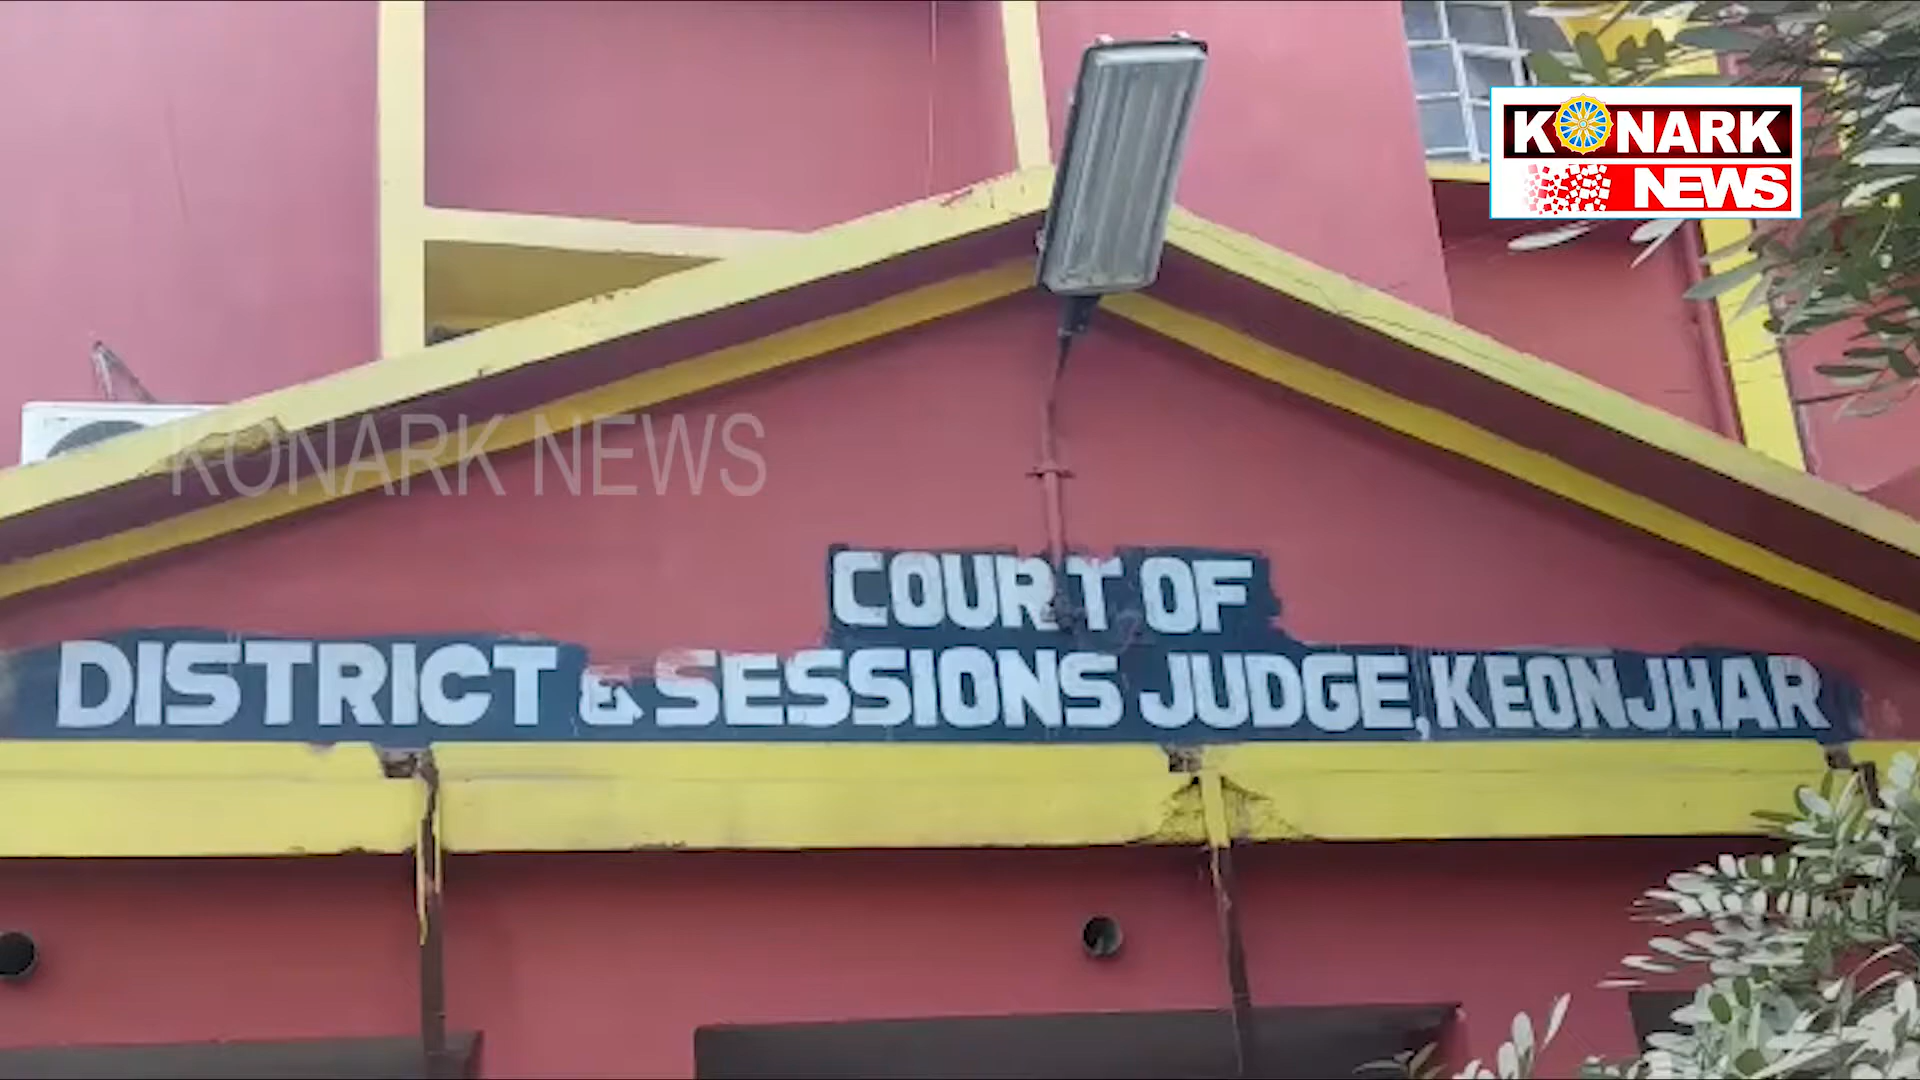 KONARK
NEWS
KONARK NEWS
COURT OF
DISTRICT & SESSIONS JUDGE, KEONJHAR